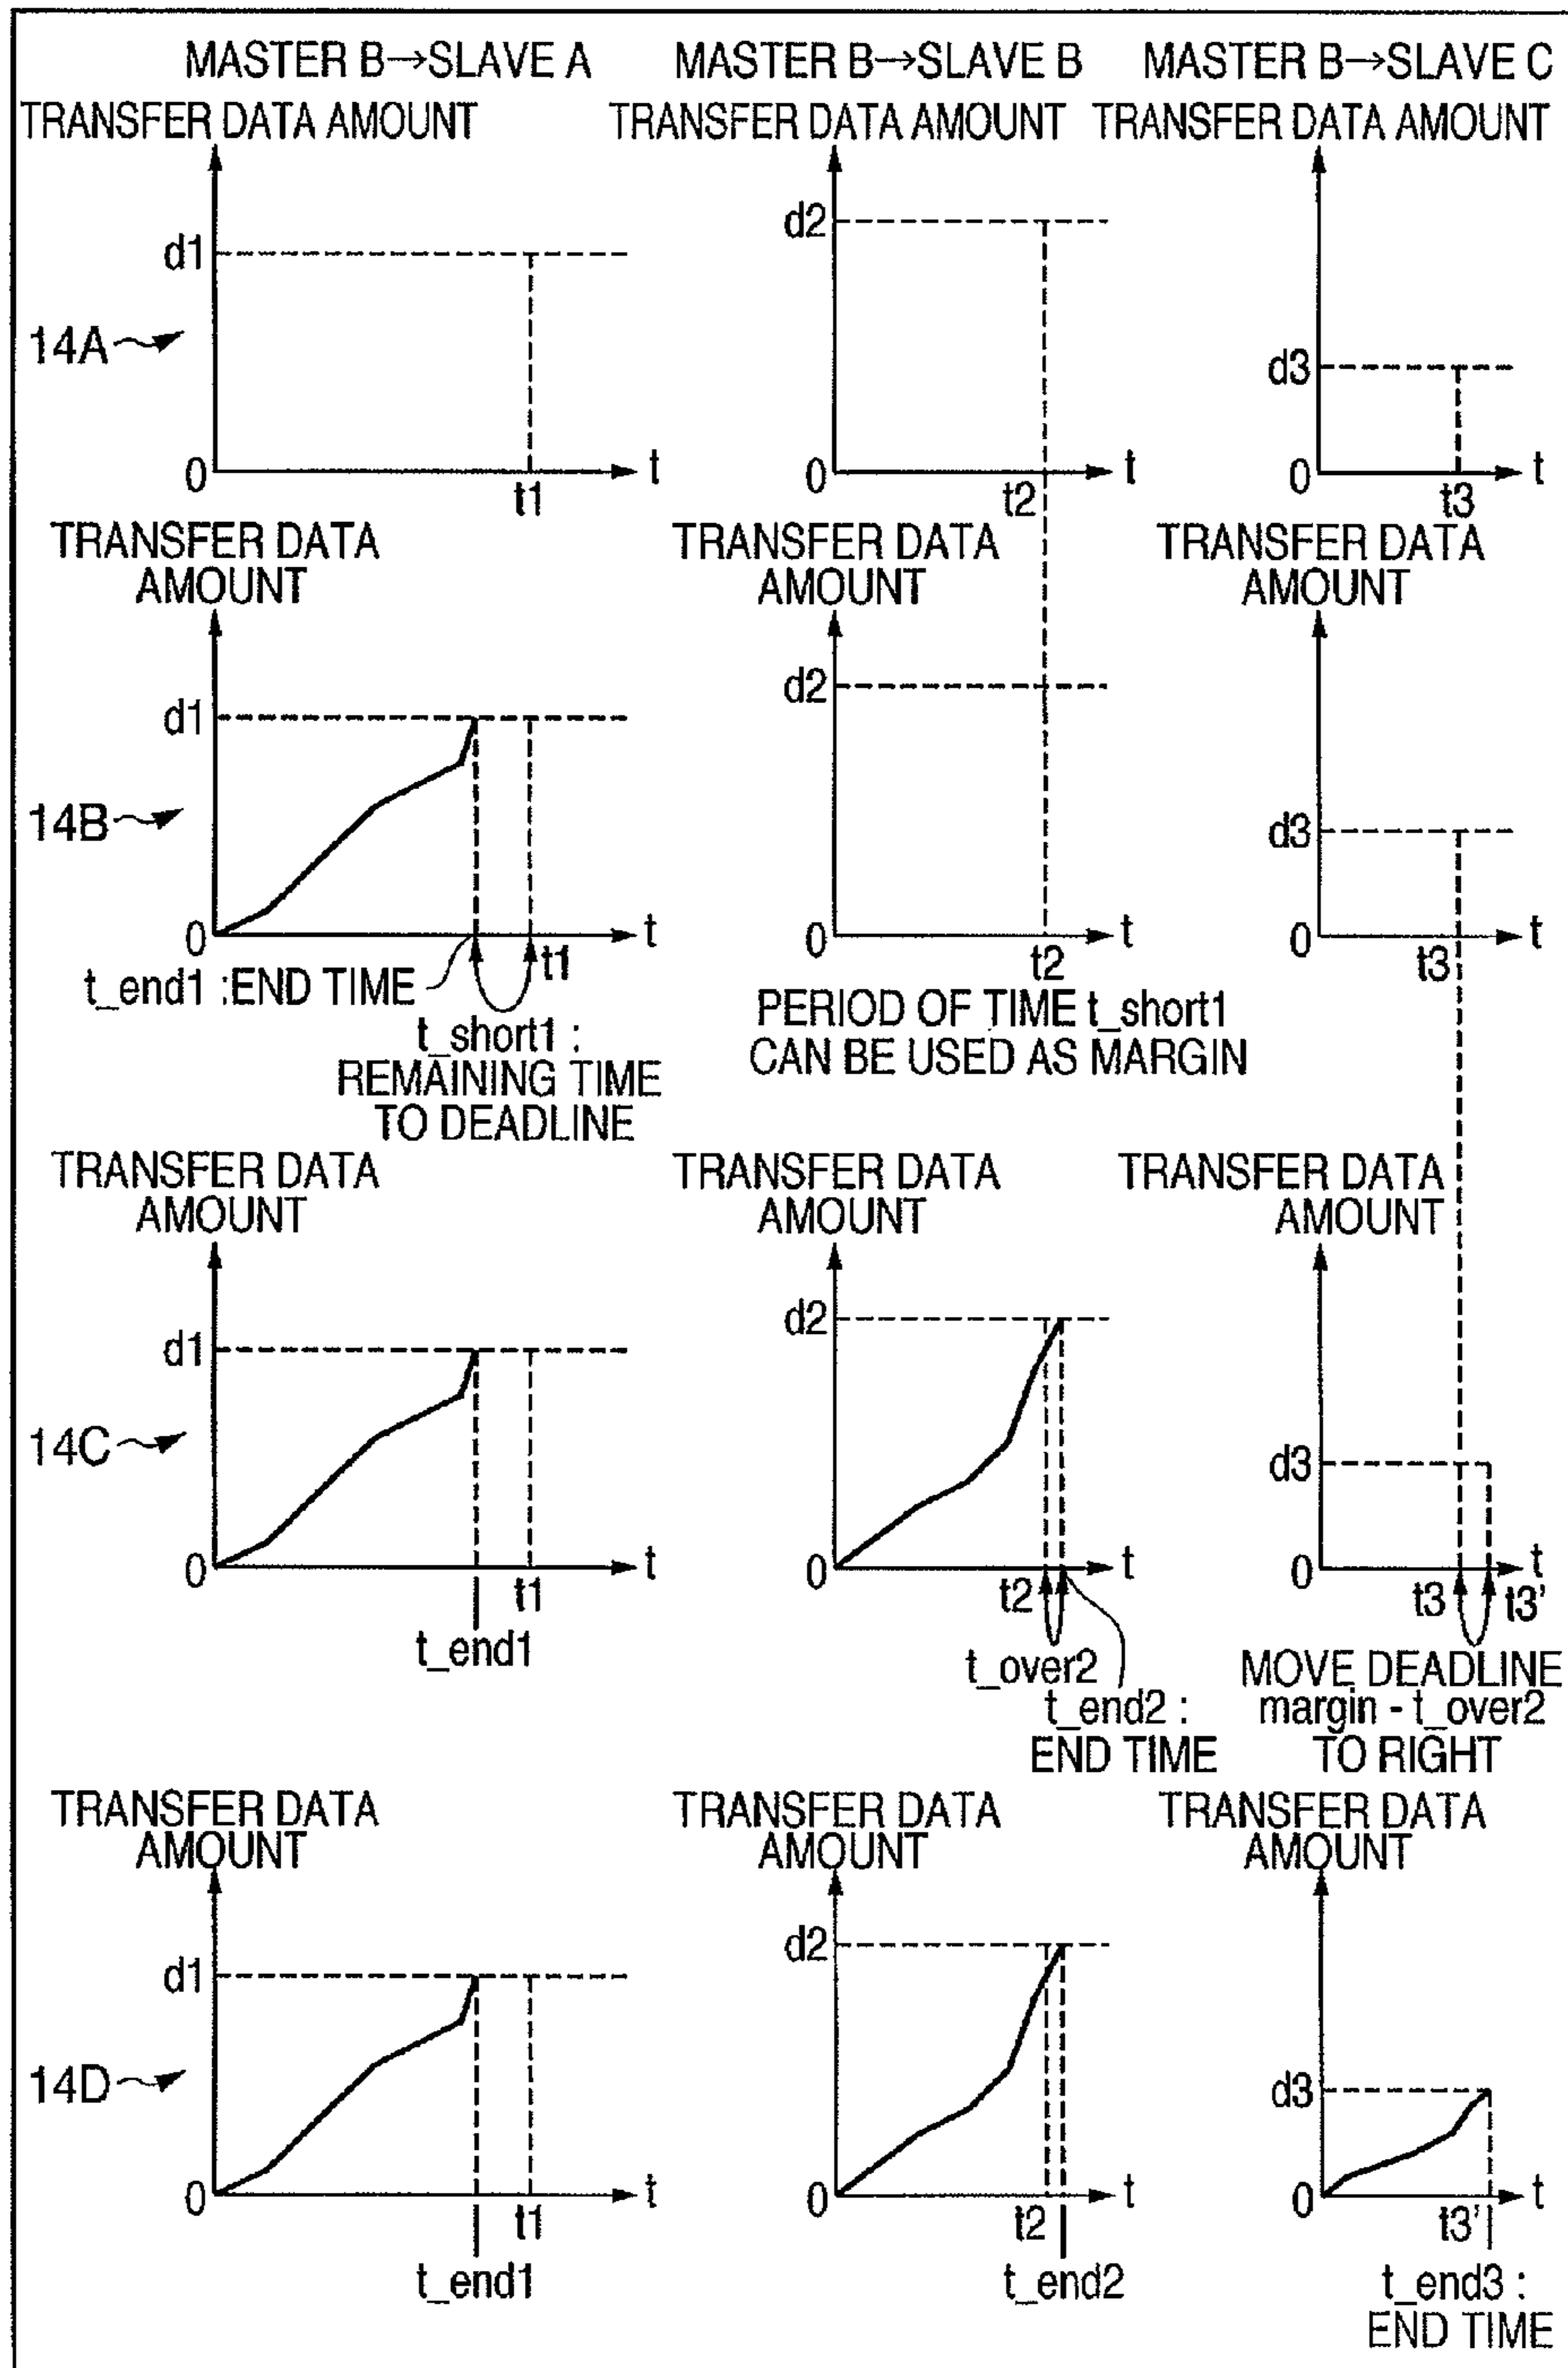 MASTER B→SLAVE A
MASTER B→SLAVE B
MASTER B→SLAVE C
TRANSFER DATA AMOUNT
TRANSFER DATA AMOUNT
TRANSFER DATA AMOUNT
14A
d1
0
t1
t
d2
0
t2
t
d3
0
t3
t
TRANSFER DATA
AMOUNT
TRANSFER DATA
AMOUNT
TRANSFER DATA
AMOUNT
14B
d1
0
t1
t
t_end1 :END TIME
t_short1 :
REMAINING TIME
TO DEADLINE
d2
0
t2
t
PERIOD OF TIME t_short1
CAN BE USED AS MARGIN
d3
0
t3
t
TRANSFER DATA
AMOUNT
TRANSFER DATA
AMOUNT
TRANSFER DATA
AMOUNT
14C
d1
0
t1
t
t_end1
d2
0
t2
t
t_over2
t_end2 :
END TIME
d3
0
t3
t
t3'
MOVE DEADLINE
margin - t_over2
TO RIGHT
TRANSFER DATA
AMOUNT
TRANSFER DATA
AMOUNT
TRANSFER DATA
AMOUNT
14D
d1
0
t1
t
t_end1
d2
0
t2
t
t_end2
d3
0
t3'
t
t_end3 :
END TIME